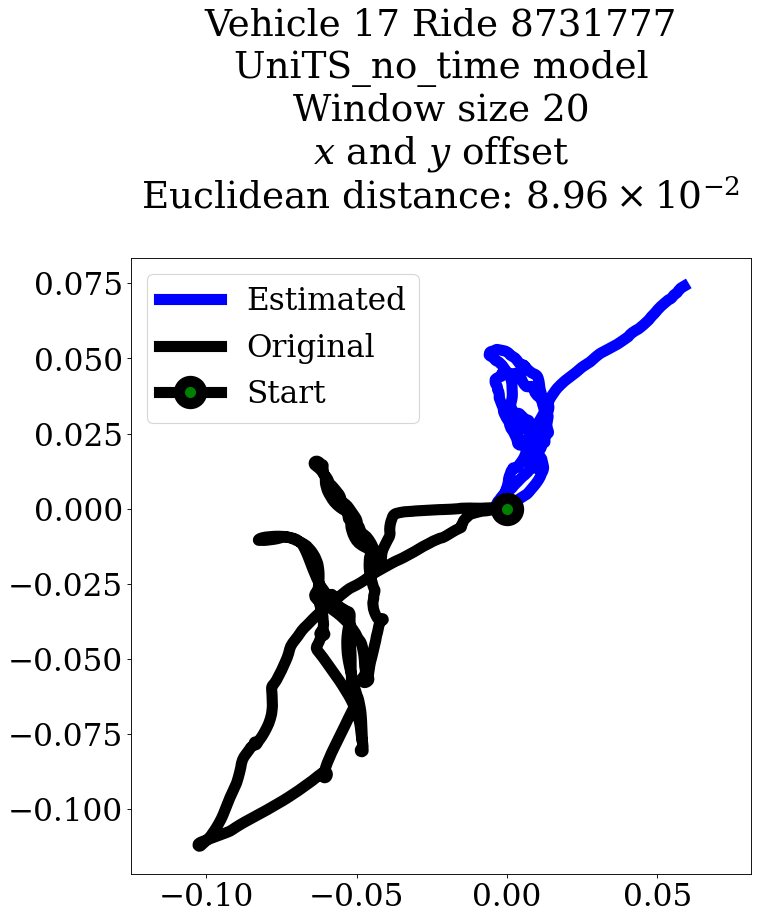 Vehicle 17 Ride 8731777
UniTS_no_time model
Window size 20
x and y offset
Euclidean distance: 8.96 × 10⁻²
Estimated
Original
Start
0.075
0.050
0.025
0.000
−0.025
−0.050
−0.075
−0.100
−0.10
−0.05
0.00
0.05